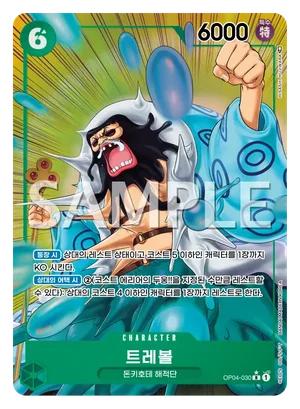 6
6000
특수
特
SAMPLE
등장 시 상대의 레스트 상태이고 코스트 5 이하인 캐릭터를 1장까지
KO 시킨다.
상대의 어택 시 ②(코스트 에리어의 두웅!!을 지정된 수만큼 레스트할
수 있다): 상대의 코스트 4 이하인 캐릭터를 1장까지 레스트로 한다.
CHARACTER
트레볼
돈키호테 해적단
OP04-030 R
1